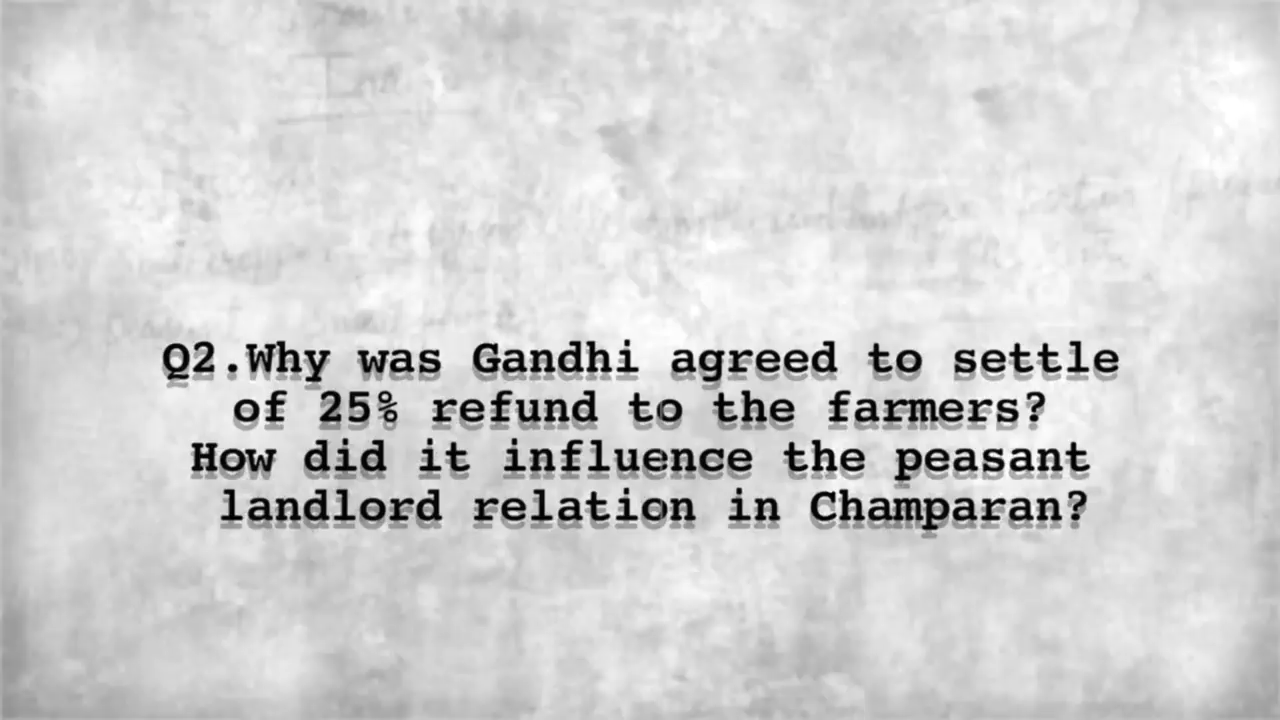 Q2.Why was Gandhi agreed to settle
of 25% refund to the farmers?
How did it influence the peasant
landlord relation in Champaran?